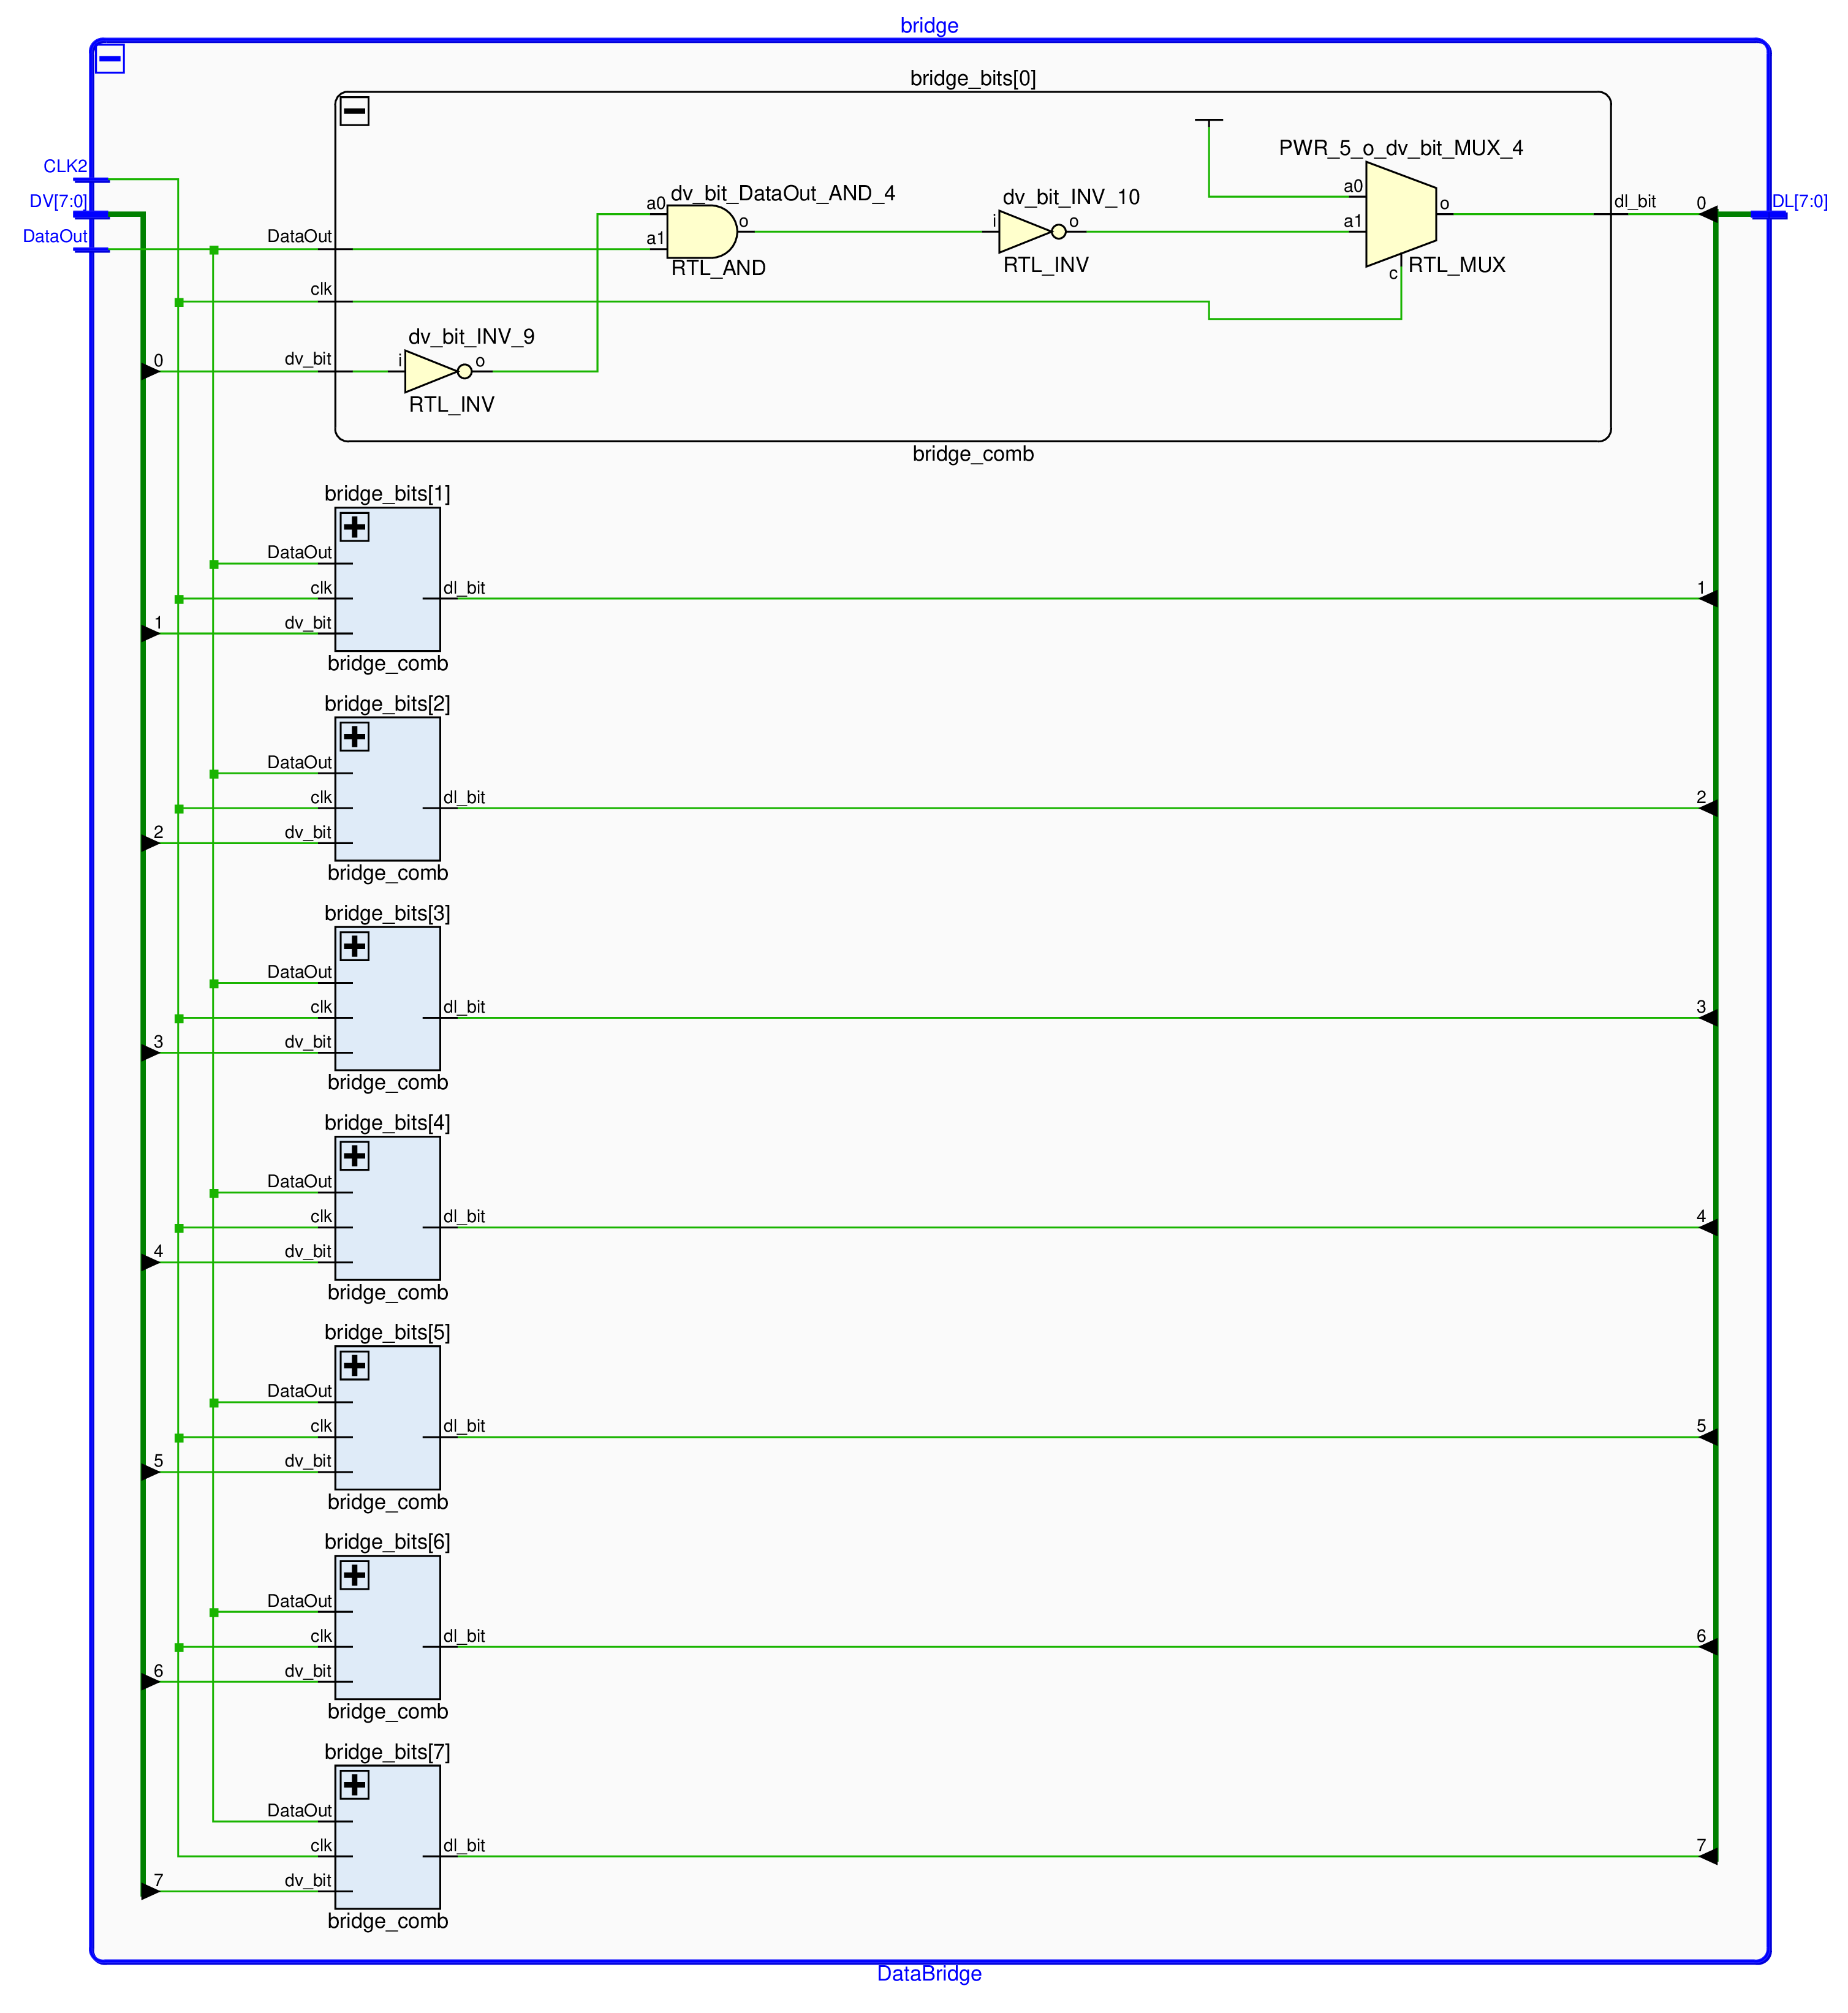 bridge
bridge_bits[0]
PWR_5_o_dv_bit_MUX_4
CLK2
DV[7:0]
DataOut
DataOut
clk
dv_bit
0
dv_bit_INV_9
i
o
RTL_INV
dv_bit_DataOut_AND_4
a0
a1
o
RTL_AND
dv_bit_INV_10
i
o
RTL_INV
a0
a1
o
c
RTL_MUX
dl_bit
0
DL[7:0]
bridge_comb
bridge_bits[1]
DataOut
clk
dl_bit
1
1
dv_bit
bridge_comb
bridge_bits[2]
DataOut
clk
dl_bit
2
2
dv_bit
bridge_comb
bridge_bits[3]
DataOut
clk
dl_bit
3
3
dv_bit
bridge_comb
bridge_bits[4]
DataOut
clk
dl_bit
4
4
dv_bit
bridge_comb
bridge_bits[5]
DataOut
clk
dl_bit
5
5
dv_bit
bridge_comb
bridge_bits[6]
DataOut
clk
dl_bit
6
6
dv_bit
bridge_comb
bridge_bits[7]
DataOut
clk
dl_bit
7
7
dv_bit
bridge_comb
DataBridge